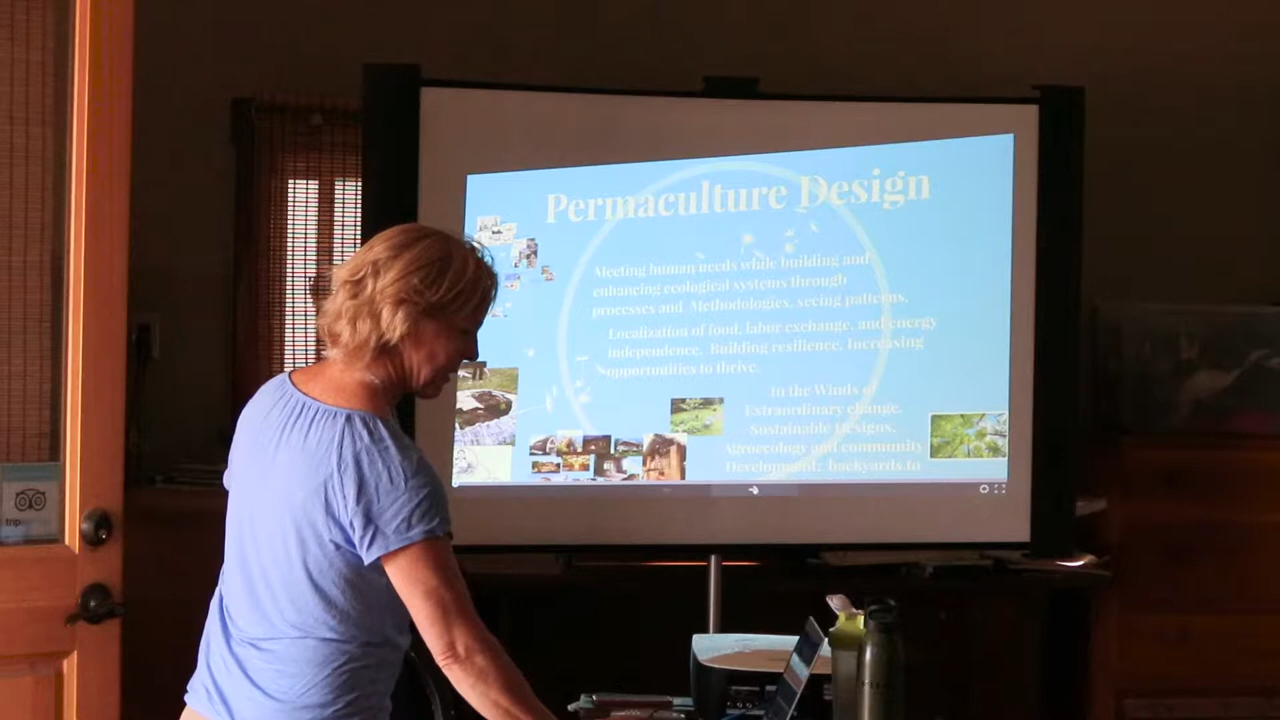 Permaculture Design
Meeting human needs while building and
enhancing ecological systems through
processes and Methodologies, seeing patterns.
Localization of food, labor exchange, and energy
independence. Building resilience. Increasing
opportunities to thrive.
In the Winds of
Extraordinary change.
Sustainable Designs,
Agroecology and community
Development: backyards to
trip